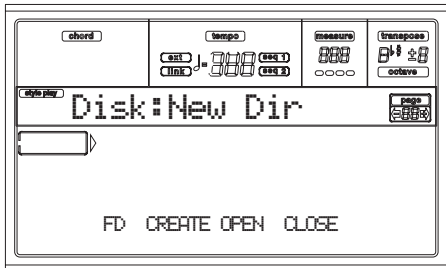 chord tempo measure transpose
ext seq 1
link seq 2
octave
style play
Disk:New Dir
page
FD CREATE OPEN CLOSE